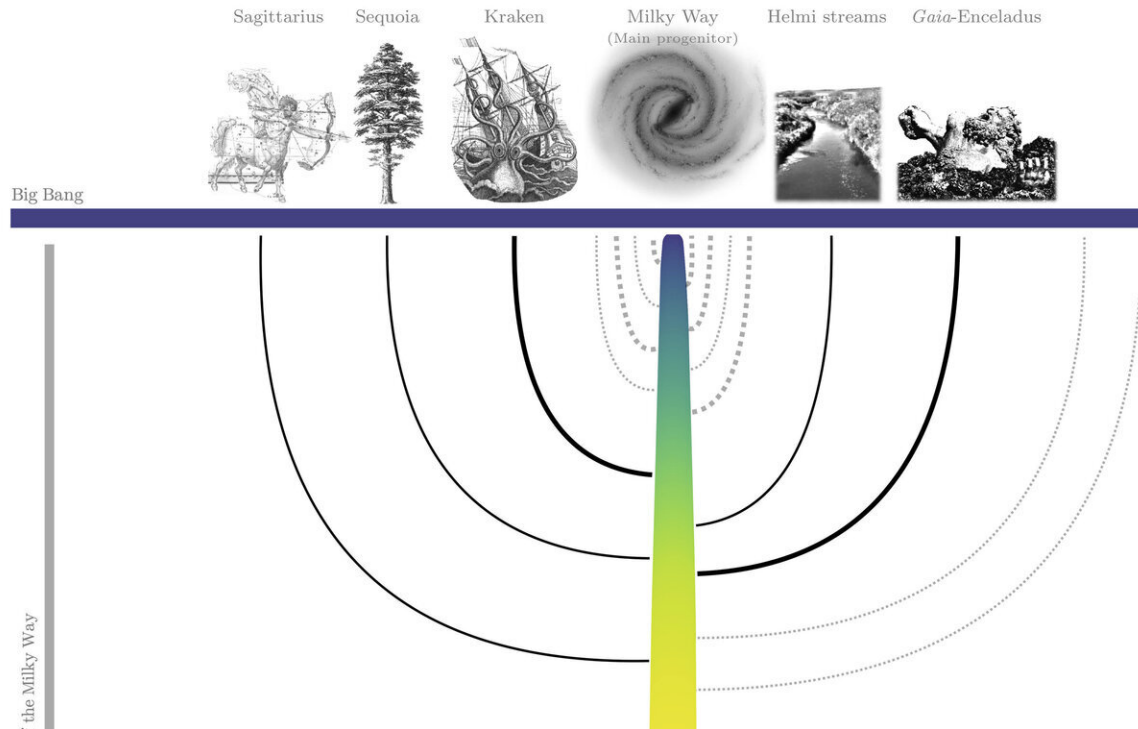 Sagittarius
Sequoia
Kraken
Milky Way
(Main progenitor)
Helmi streams
Gaia-Enceladus
Big Bang
the Milky Way